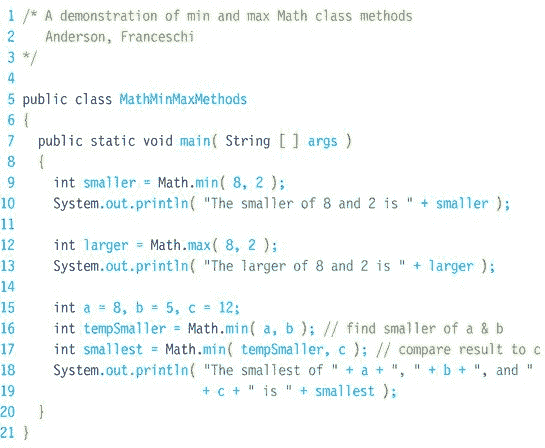 1 /* A demonstration of min and max Math class methods
2    Anderson, Franceschi
3 */
4
5 public class MathMinMaxMethods
6 {
7   public static void main( String [ ] args )
8   {
9     int smaller = Math.min( 8, 2 );
10     System.out.println( "The smaller of 8 and 2 is " + smaller );
11
12     int larger = Math.max( 8, 2 );
13     System.out.println( "The larger of 8 and 2 is " + larger );
14
15     int a = 8, b = 5, c = 12;
16     int tempSmaller = Math.min( a, b ); // find smaller of a & b
17     int smallest = Math.min( tempSmaller, c ); // compare result to c
18     System.out.println( "The smallest of " + a + ", " + b + ", and "
19                         + c + " is " + smallest );
20   }
21 }